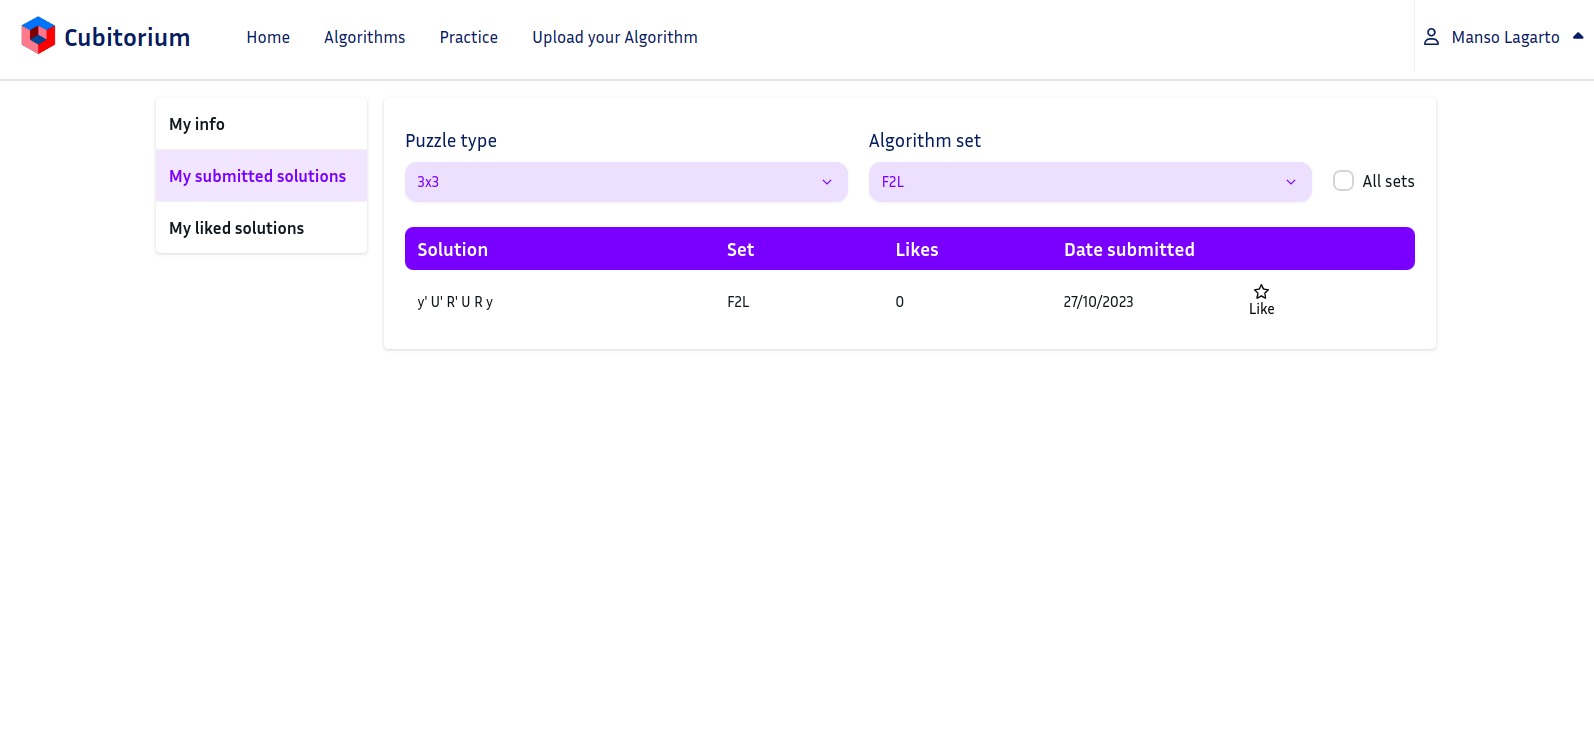 Cubitorium Home Algorithms Practice Upload your Algorithm Manso Lagarto
My info
My submitted solutions
My liked solutions
Puzzle type Algorithm set
3x3 F2L All sets
Solution Set Likes Date submitted
y' U' R' U R y F2L 0 27/10/2023 Like